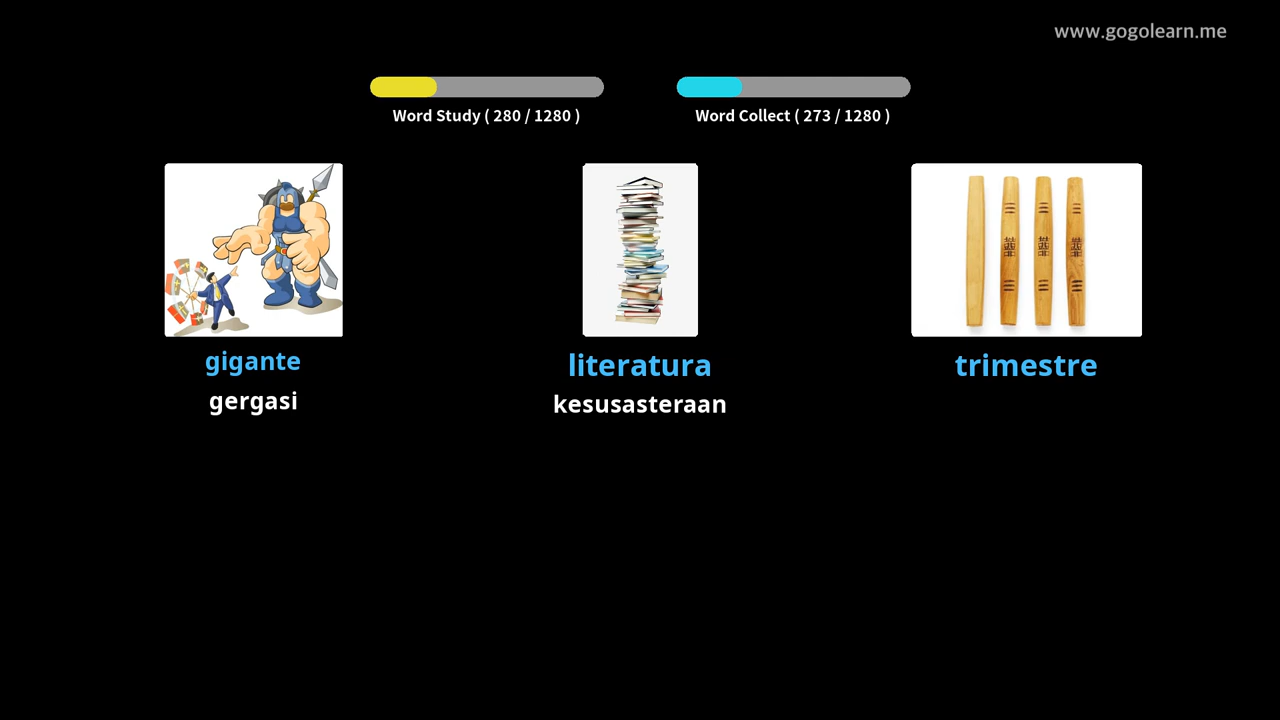 www.gogolearn.me
Word Study ( 280 / 1280 )
Word Collect ( 273 / 1280 )
gigante
gergasi
literatura
kesusasteraan
trimestre